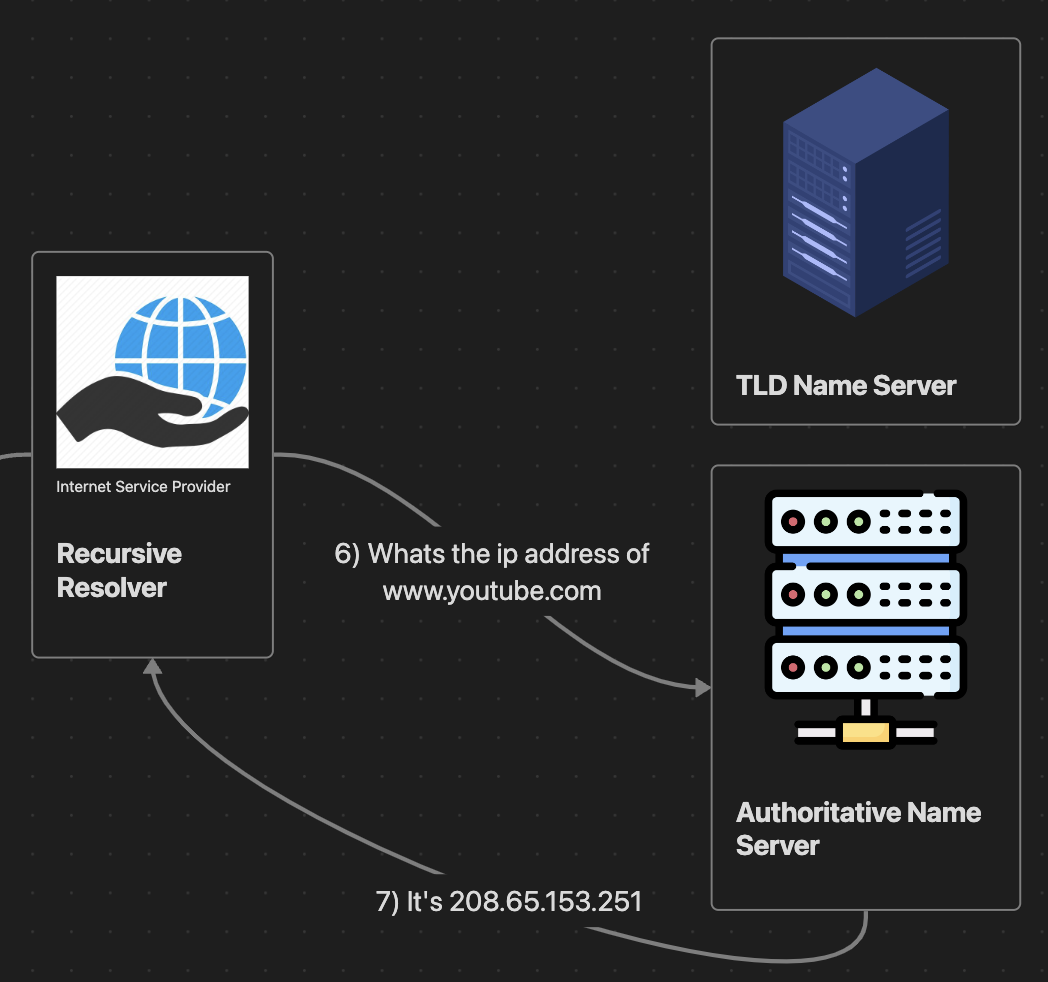 TLD Name Server
Internet Service Provider
Recursive
Resolver
6) Whats the ip address of
www.youtube.com
Authoritative Name
Server
7) It's 208.65.153.251